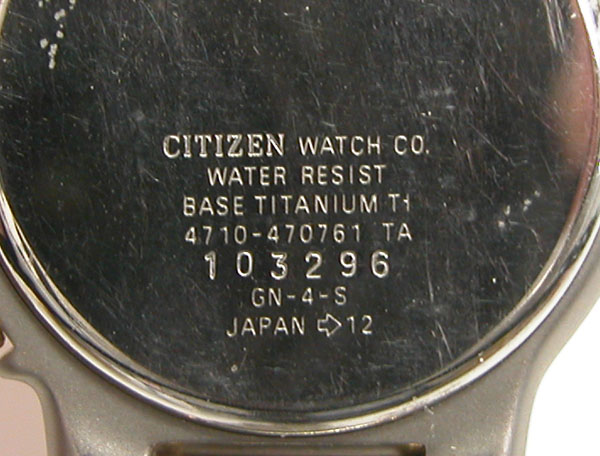 CITIZEN WATCH CO.
WATER RESIST
BASE TITANIUM Ti
4710-470761 TA
103296
GN-4-S
JAPAN ⇨12